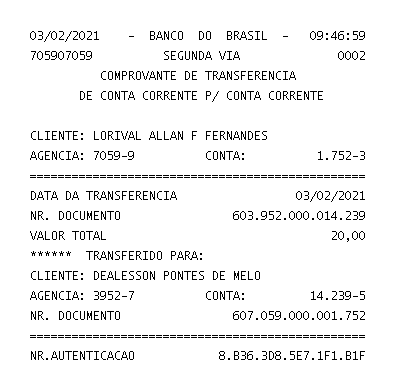 03/02/2021 - BANCO DO BRASIL - 09:46:59
705907059 SEGUNDA VIA 0002
COMPROVANTE DE TRANSFERENCIA
DE CONTA CORRENTE P/ CONTA CORRENTE
CLIENTE: LORIVAL ALLAN F FERNANDES
AGENCIA: 7059-9 CONTA: 1.752-3
================================================
DATA DA TRANSFERENCIA 03/02/2021
NR. DOCUMENTO 603.952.000.014.239
VALOR TOTAL 20,00
****** TRANSFERIDO PARA:
CLIENTE: DEALESSON PONTES DE MELO
AGENCIA: 3952-7 CONTA: 14.239-5
NR. DOCUMENTO 607.059.000.001.752
================================================
NR.AUTENTICACAO 8.B36.3D8.5E7.1F1.B1F